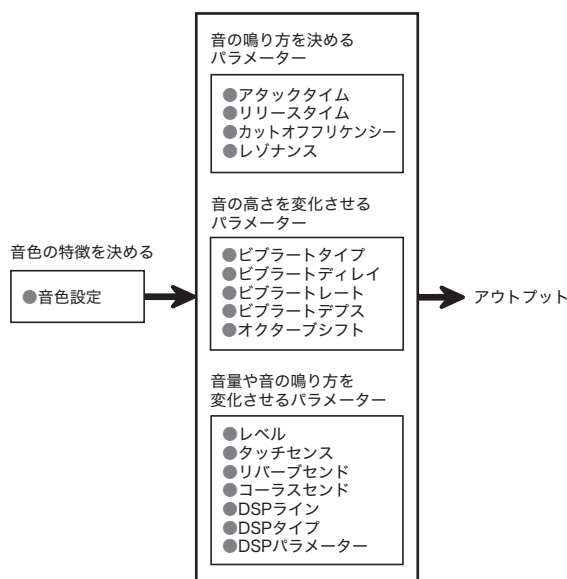 音の鳴り方を決める
パラメーター
●アタックタイム
●リリースタイム
●カットオフフリケンシー
●レゾナンス
音の高さを変化させる
パラメーター
音色の特徴を決める
●音色設定
●ビブラートタイプ
●ビブラートディレイ
●ビブラートレート
●ビブラートデプス
●オクターブシフト
アウトプット
音量や音の鳴り方を
変化させるパラメーター
●レベル
●タッチセンス
●リバーブセンド
●コーラスセンド
●DSPライン
●DSPタイプ
●DSPパラメーター